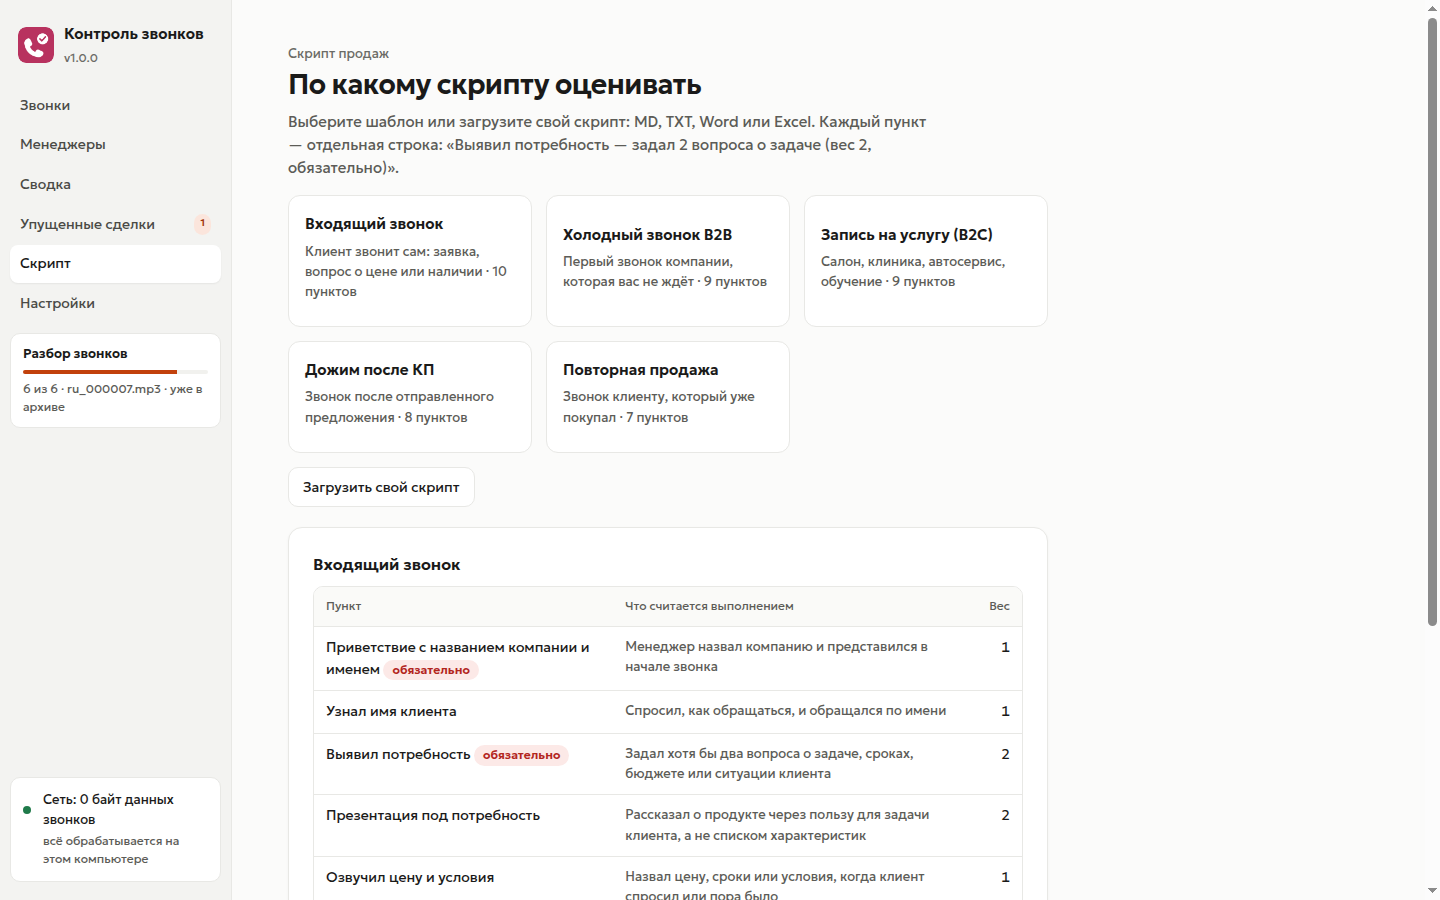 Контроль звонков
v1.0.0
Звонки
Менеджеры
Сводка
Упущенные сделки 1
Скрипт
Настройки
Разбор звонков
6 из 6 · ru_000007.mp3 · уже в
архиве
Сеть: 0 байт данных
звонков
всё обрабатывается на
этом компьютере
Скрипт продаж
По какому скрипту оценивать
Выберите шаблон или загрузите свой скрипт: MD, TXT, Word или Excel. Каждый пункт
— отдельная строка: «Выявил потребность — задал 2 вопроса о задаче (вес 2,
обязательно)».
Входящий звонок
Клиент звонит сам: заявка,
вопрос о цене или наличии · 10
пунктов
Холодный звонок B2B
Первый звонок компании,
которая вас не ждёт · 9 пунктов
Запись на услугу (B2C)
Салон, клиника, автосервис,
обучение · 9 пунктов
Дожим после КП
Звонок после отправленного
предложения · 8 пунктов
Повторная продажа
Звонок клиенту, который уже
покупал · 7 пунктов
Загрузить свой скрипт
Входящий звонок
Пункт Что считается выполнением Вес
Приветствие с названием компании и
именем обязательно
Менеджер назвал компанию и представился в
начале звонка
1
Узнал имя клиента Спросил, как обращаться, и обращался по имени 1
Выявил потребность обязательно
Задал хотя бы два вопроса о задаче, сроках,
бюджете или ситуации клиента
2
Презентация под потребность
Рассказал о продукте через пользу для задачи
клиента, а не списком характеристик
2
Озвучил цену и условия
Назвал цену, сроки или условия, когда клиент
спросил или пора было
1